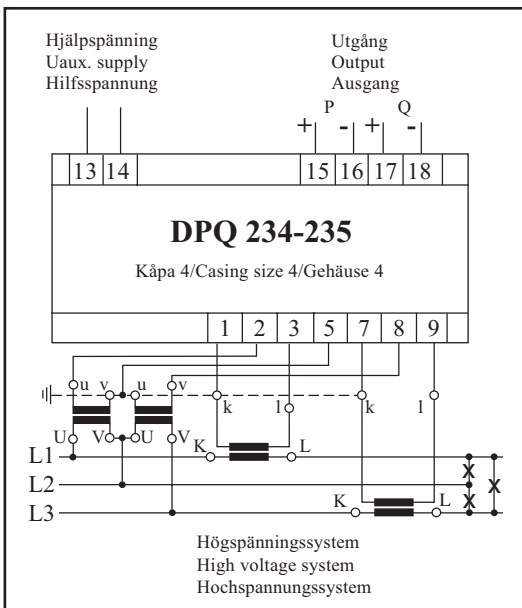 Hjälpspänning
Uaux. supply
Hilfsspannung
Utgång
Output
Ausgang
P Q
+ - + -
13 14 15 16 17 18
DPQ 234-235
Kåpa 4/Casing size 4/Gehäuse 4
1 2 3 5 7 8 9
u v u v
k l k l
U V U V K L
L1
L2
K L
L3
X X X
Högspänningssystem
High voltage system
Hochspannungssystem